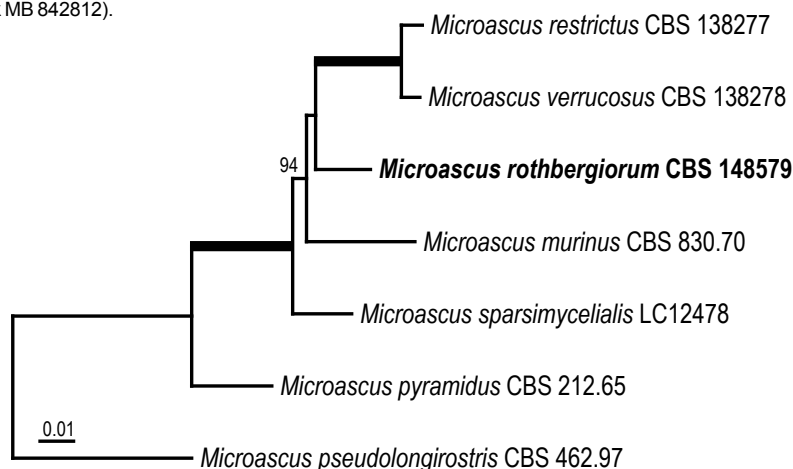 MB 842812).
Microascus restrictus CBS 138277
Microascus verrucosus CBS 138278
94
Microascus rothbergiorum CBS 148579
Microascus murinus CBS 830.70
Microascus sparsimycelialis LC12478
Microascus pyramidus CBS 212.65
0.01
Microascus pseudolongirostris CBS 462.97